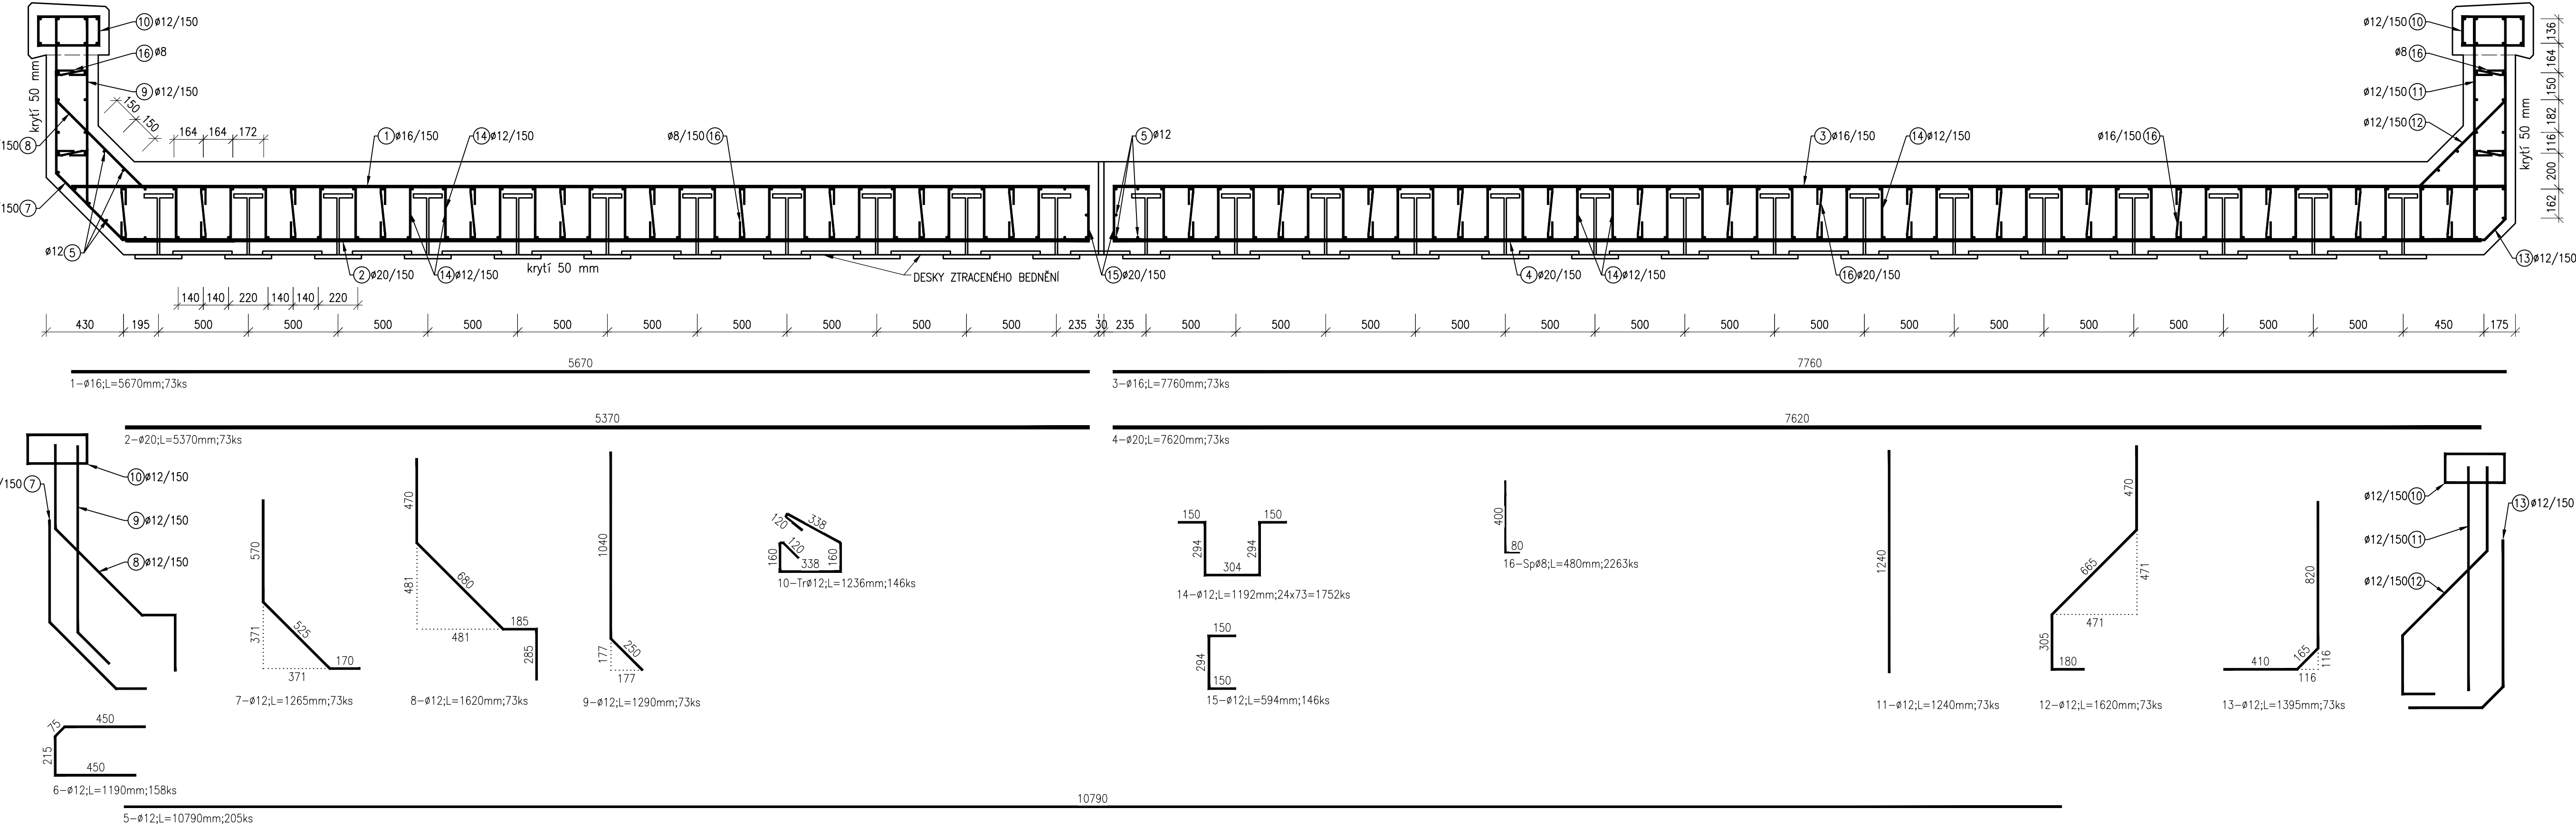 10 ø12/150
16 ø8
9 ø12/150
krytí 50 mm
150
150
164 164 172
/150 8
/150 7
ø12 5
1 ø16/150
14 ø12/150
ø8/150 16
5 ø12
3 ø16/150
14 ø12/150
ø16/150 16
ø12/150 10
ø8 16
ø12/150 11
ø12/150 12
krytí 50 mm
136
164
150
182
116
200
162
2 ø20/150
14 ø12/150
krytí 50 mm
DESKY ZTRACENÉHO BEDNĚNÍ
15 ø20/150
4 ø20/150
14 ø12/150
16 ø20/150
13 ø12/150
140 140 220 140 140 220
430 195 500 500 500 500 500 500 500 500 500 500 235 30 235 500 500 500 500 500 500 500 500 500 500 500 500 500 500 450 175
5670
1-ø16;L=5670mm;73ks
7760
3-ø16;L=7760mm;73ks
5370
2-ø20;L=5370mm;73ks
7620
4-ø20;L=7620mm;73ks
10 ø12/150
/150 7
9 ø12/150
8 ø12/150
570
525
371
371
170
7-ø12;L=1265mm;73ks
470
680
481
481
185
285
8-ø12;L=1620mm;73ks
1040
250
177
177
9-ø12;L=1290mm;73ks
120
338
120
160
338
160
10-Trø12;L=1236mm;146ks
150 150
294 294
304
14-ø12;L=1192mm;24x73=1752ks
150
294
150
15-ø12;L=594mm;146ks
400
80
16-Spø8;L=480mm;2263ks
1240
11-ø12;L=1240mm;73ks
470
665
471
471
305
180
12-ø12;L=1620mm;73ks
820
410
165
116
116
13-ø12;L=1395mm;73ks
ø12/150 10
13 ø12/150
ø12/150 11
ø12/150 12
75
450
215
450
6-ø12;L=1190mm;158ks
10790
5-ø12;L=10790mm;205ks